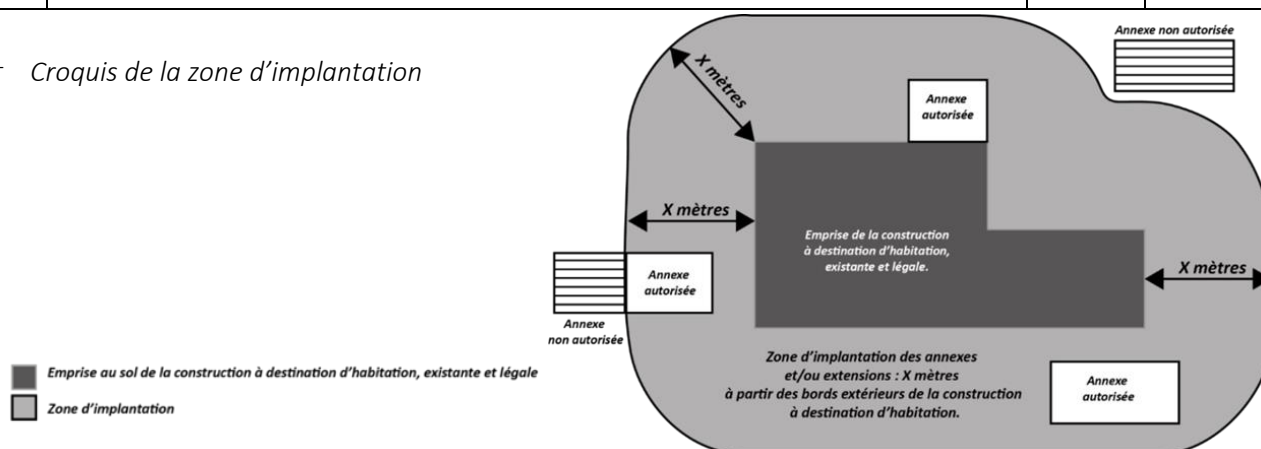 Croquis de la zone d’implantation
Annexe non autorisée
X mètres
Annexe
autorisée
X mètres
Emprise de la construction
à destination d’habitation,
existante et légale.
X mètres
Annexe
autorisée
Annexe
non autorisée
Zone d’implantation des annexes
et/ou extensions : X mètres
à partir des bords extérieurs de la construction
à destination d’habitation.
Annexe
autorisée
Emprise au sol de la construction à destination d’habitation, existante et légale
Zone d’implantation